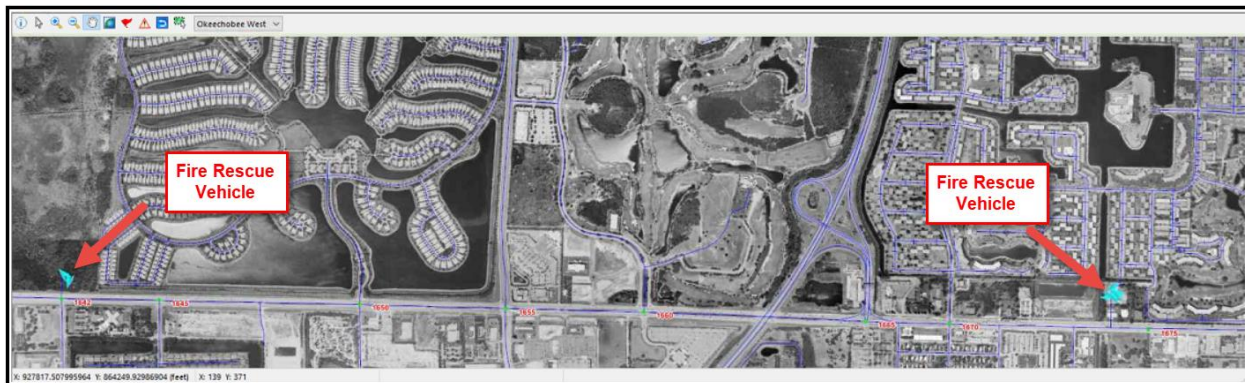 Okeechobee West
Fire Rescue
Vehicle
Fire Rescue
Vehicle
1642
1645
1650
1655
1660
1665
1670
1675
X: 927817.507995964 Y: 864249.92986904 (feet) X: 139 Y: 371